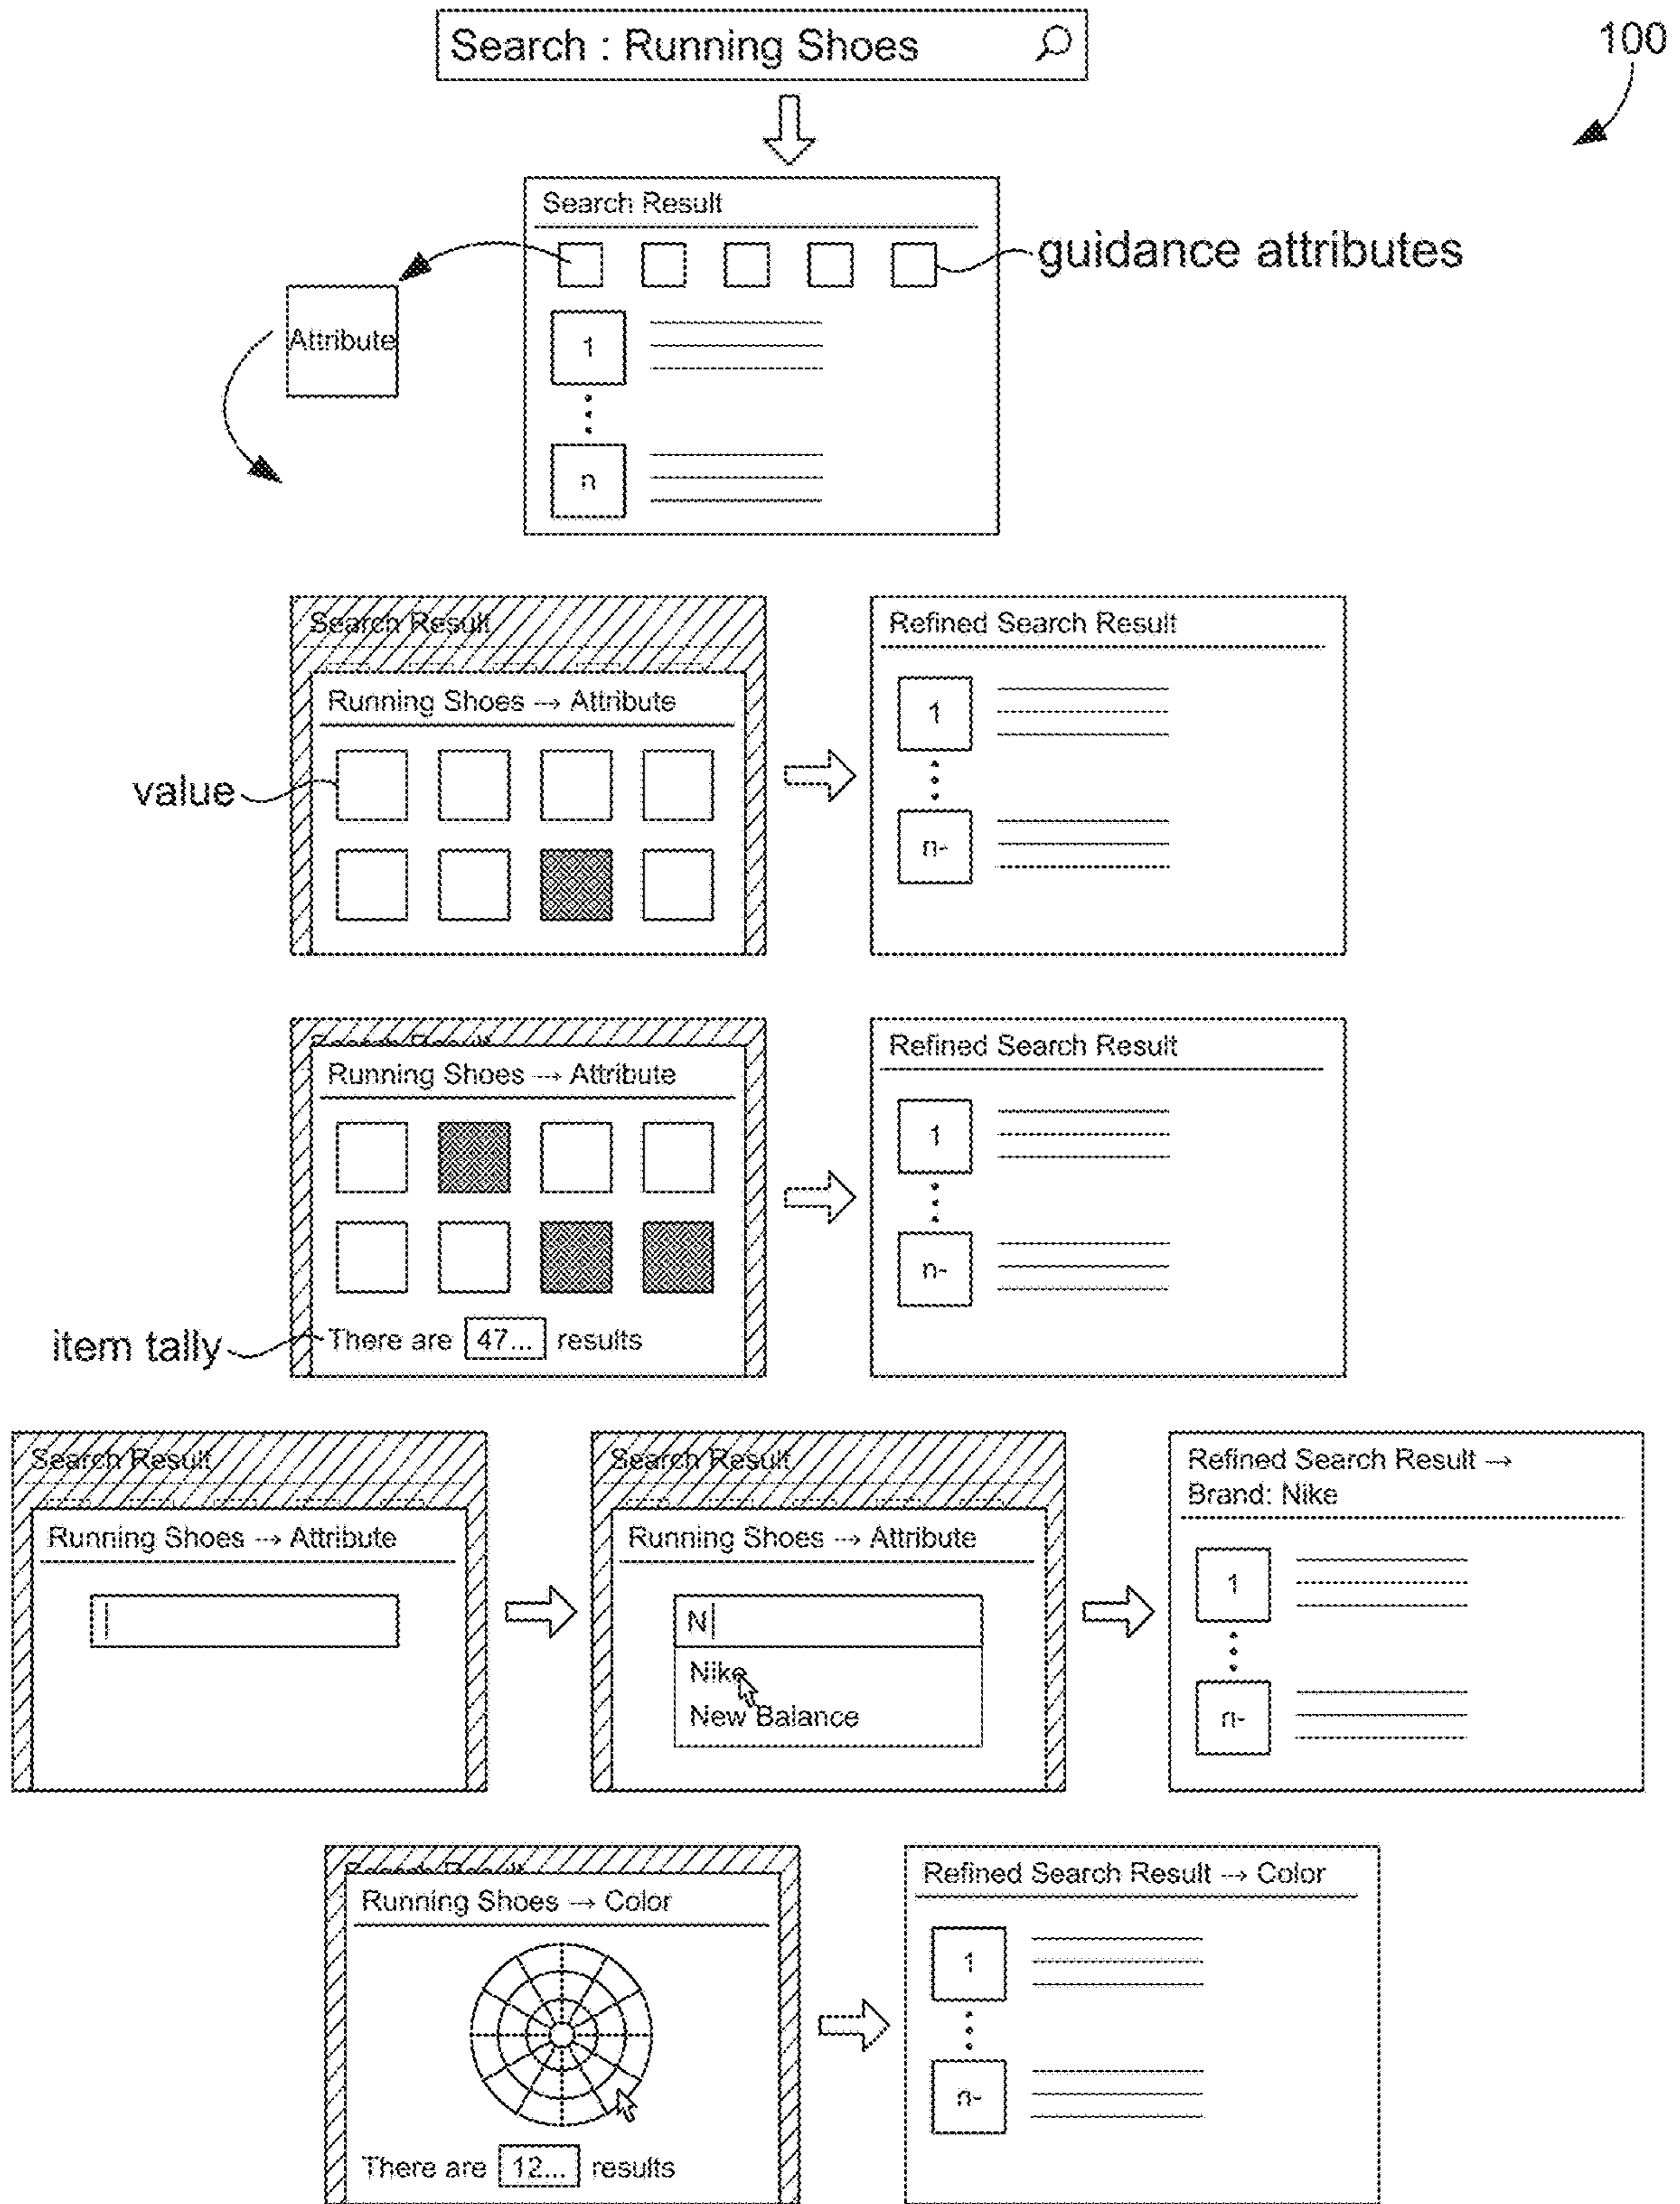 Search : Running Shoes
100
Search Result
guidance attributes
Attribute
1
n
Search Result
Running Shoes → Attribute
value
Refined Search Result
1
n-
Search Result
Running Shoes → Attribute
item tally
There are 47... results
Refined Search Result
1
n-
Search Result
Running Shoes → Attribute
Search Result
Running Shoes → Attribute
N|
Nike
New Balance
Refined Search Result →
Brand: Nike
1
n-
Running Shoes → Color
There are 12... results
Refined Search Result → Color
1
n-